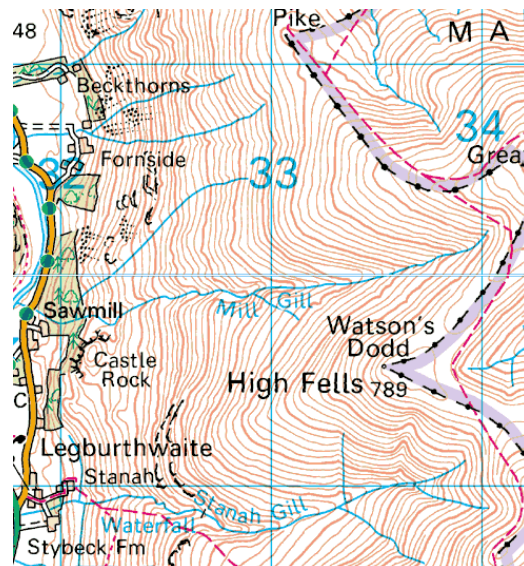 Pike
48
M A
Beckthorns
34
Grea
Fornside
32
33
Mill Gill
Sawmill
Watson's
Dodd
Castle
Rock
High Fells 789
C
Legburthwaite
Stanah
Stanah Gill
Waterfall
Stybeck Fm